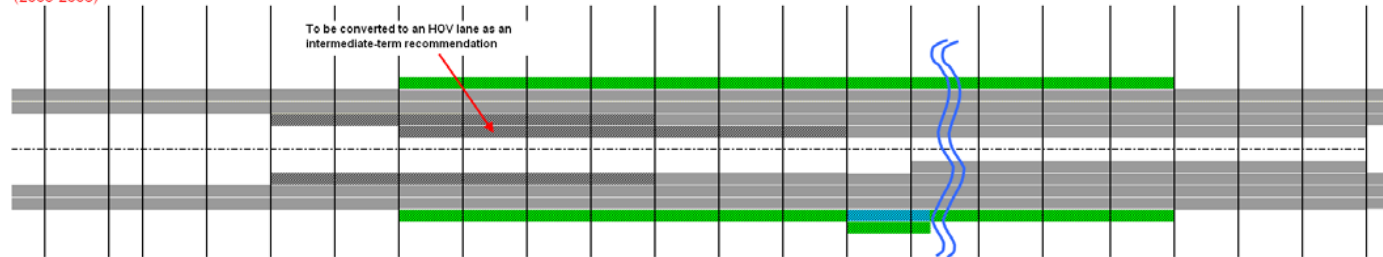 To be converted to an HOV lane as an
intermediate-term recommendation